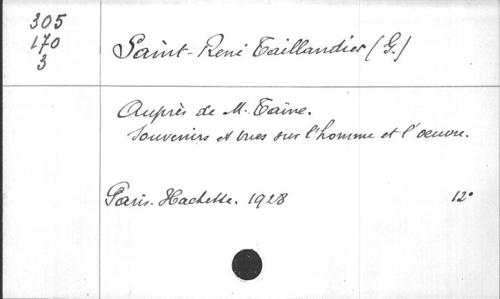 305
170
3
Saint-René Taillandier (G.)
Auprès de M. Taine.
Souvenirs et vues sur l'homme et l'œuvre.
Paris. Hachette. 1928 12°